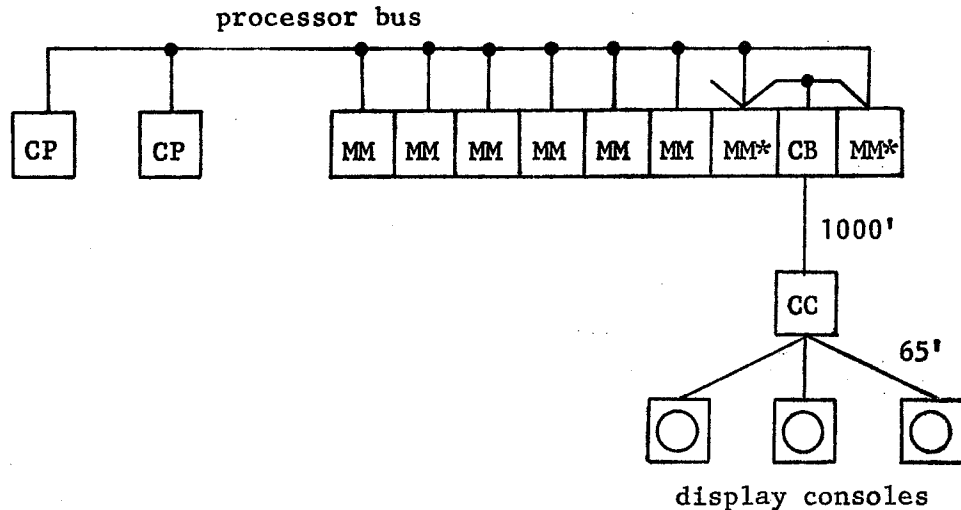 processor bus
CP CP MM MM MM MM MM MM MM* CB MM*
1000'
CC
65'
display consoles